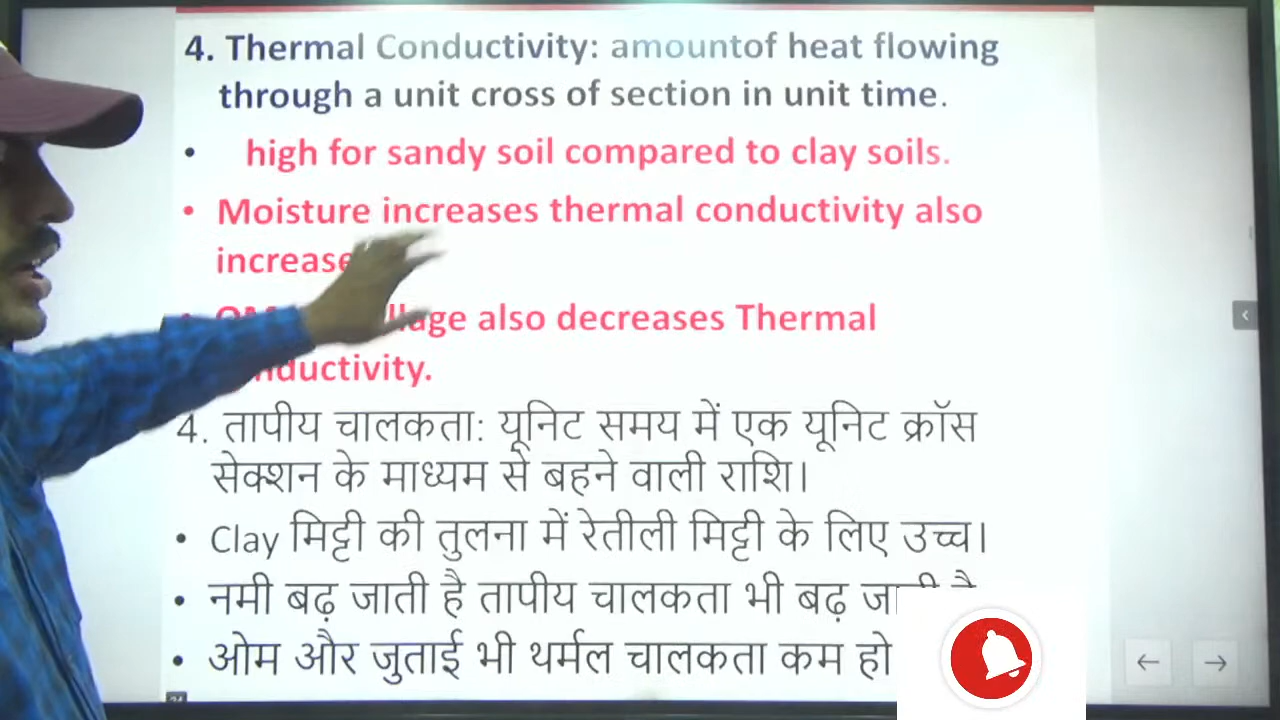 4. Thermal Conductivity: amountof heat flowing
through a unit cross of section in unit time.
• high for sandy soil compared to clay soils.
• Moisture increases thermal conductivity also
increase
also decreases Thermal
4. तापीय चालकता: यूनिट समय में एक यूनिट क्रॉस
सेक्शन के माध्यम से बहने वाली राशि।
• Clay मिट्टी की तुलना में रेतीली मिट्टी के लिए उच्च।
• नमी बढ़ जाती है तापीय चालकता भी बढ़
• ओम और जुताई भी थर्मल चालकता कम हो